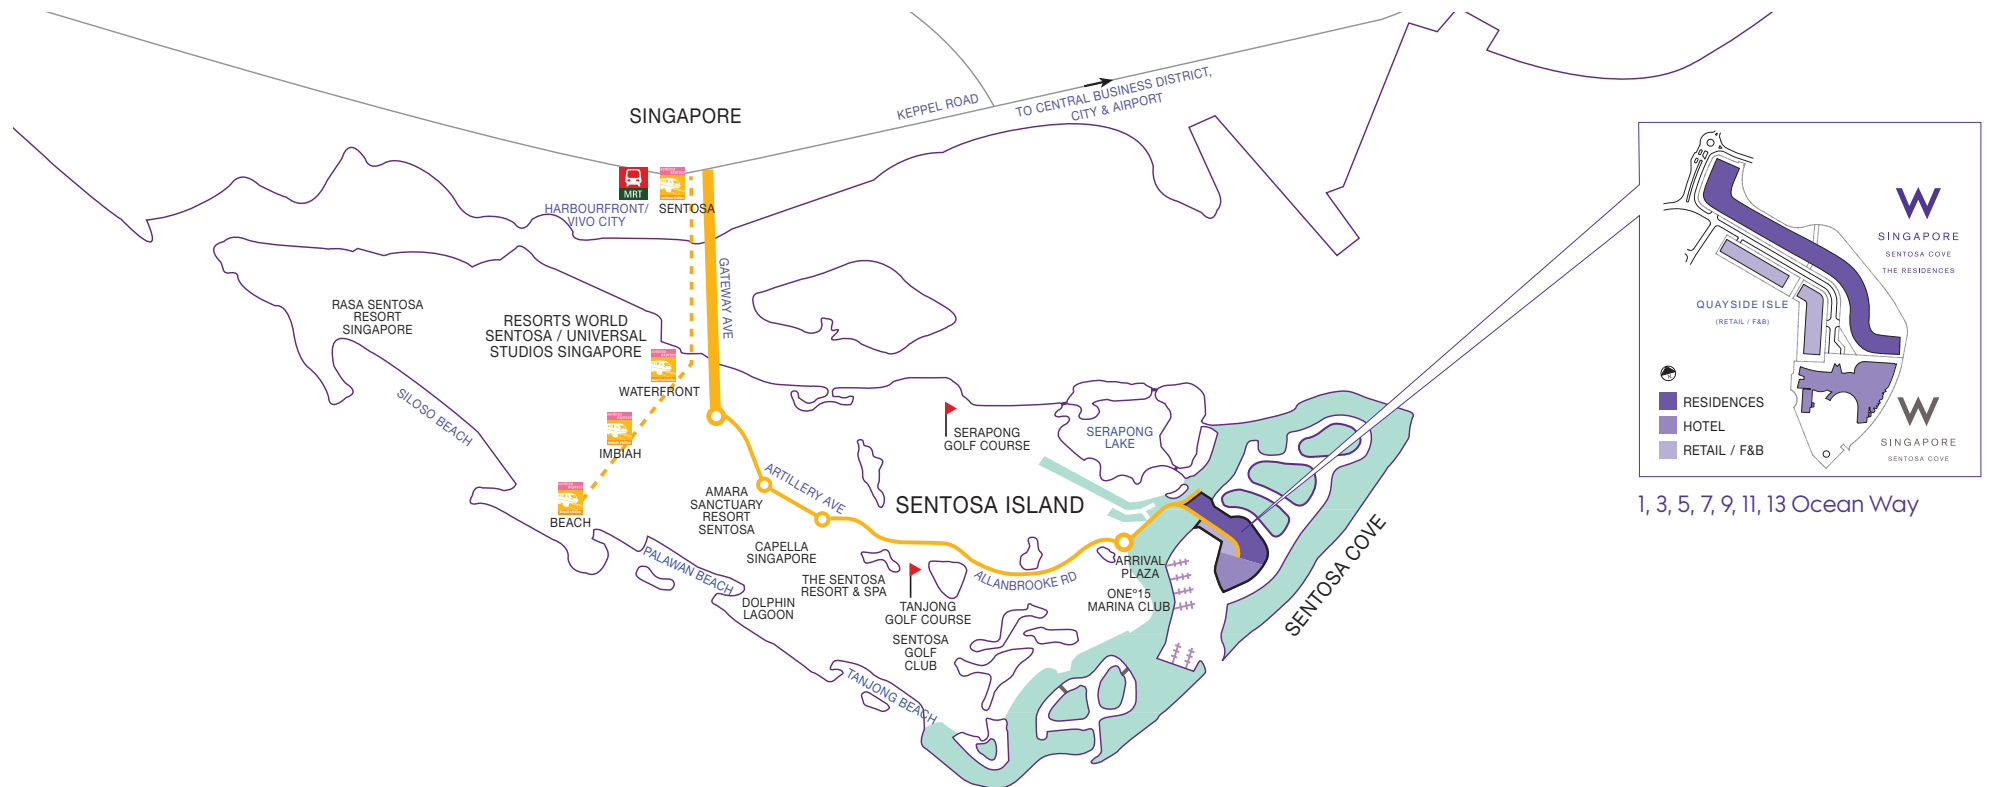 KEPPEL ROAD
TO CENTRAL BUSINESS DISTRICT,
CITY & AIRPORT
SINGAPORE
MRT
HARBOURFRONT/
VIVO CITY
SENTOSA
GATEWAY AVE
RASA SENTOSA
RESORT
SINGAPORE
RESORTS WORLD
SENTOSA / UNIVERSAL
STUDIOS SINGAPORE
WATERFRONT
SILOSO BEACH
IMBIAH
BEACH
SERAPONG
GOLF COURSE
SERAPONG
LAKE
ARTILLERY AVE
AMARA
SANCTUARY
RESORT
SENTOSA
SENTOSA ISLAND
CAPELLA
SINGAPORE
PALAWAN BEACH
THE SENTOSA
RESORT & SPA
DOLPHIN
LAGOON
TANJONG
GOLF COURSE
SENTOSA
GOLF
CLUB
ALLANBROOKE RD
ARRIVAL
PLAZA
ONE°15
MARINA CLUB
SENTOSA COVE
TANJONG BEACH
W
SINGAPORE
SENTOSA COVE
THE RESIDENCES
QUAYSIDE ISLE
(RETAIL / F&B)
N
RESIDENCES
HOTEL
RETAIL / F&B
W
SINGAPORE
SENTOSA COVE
1, 3, 5, 7, 9, 11, 13 Ocean Way